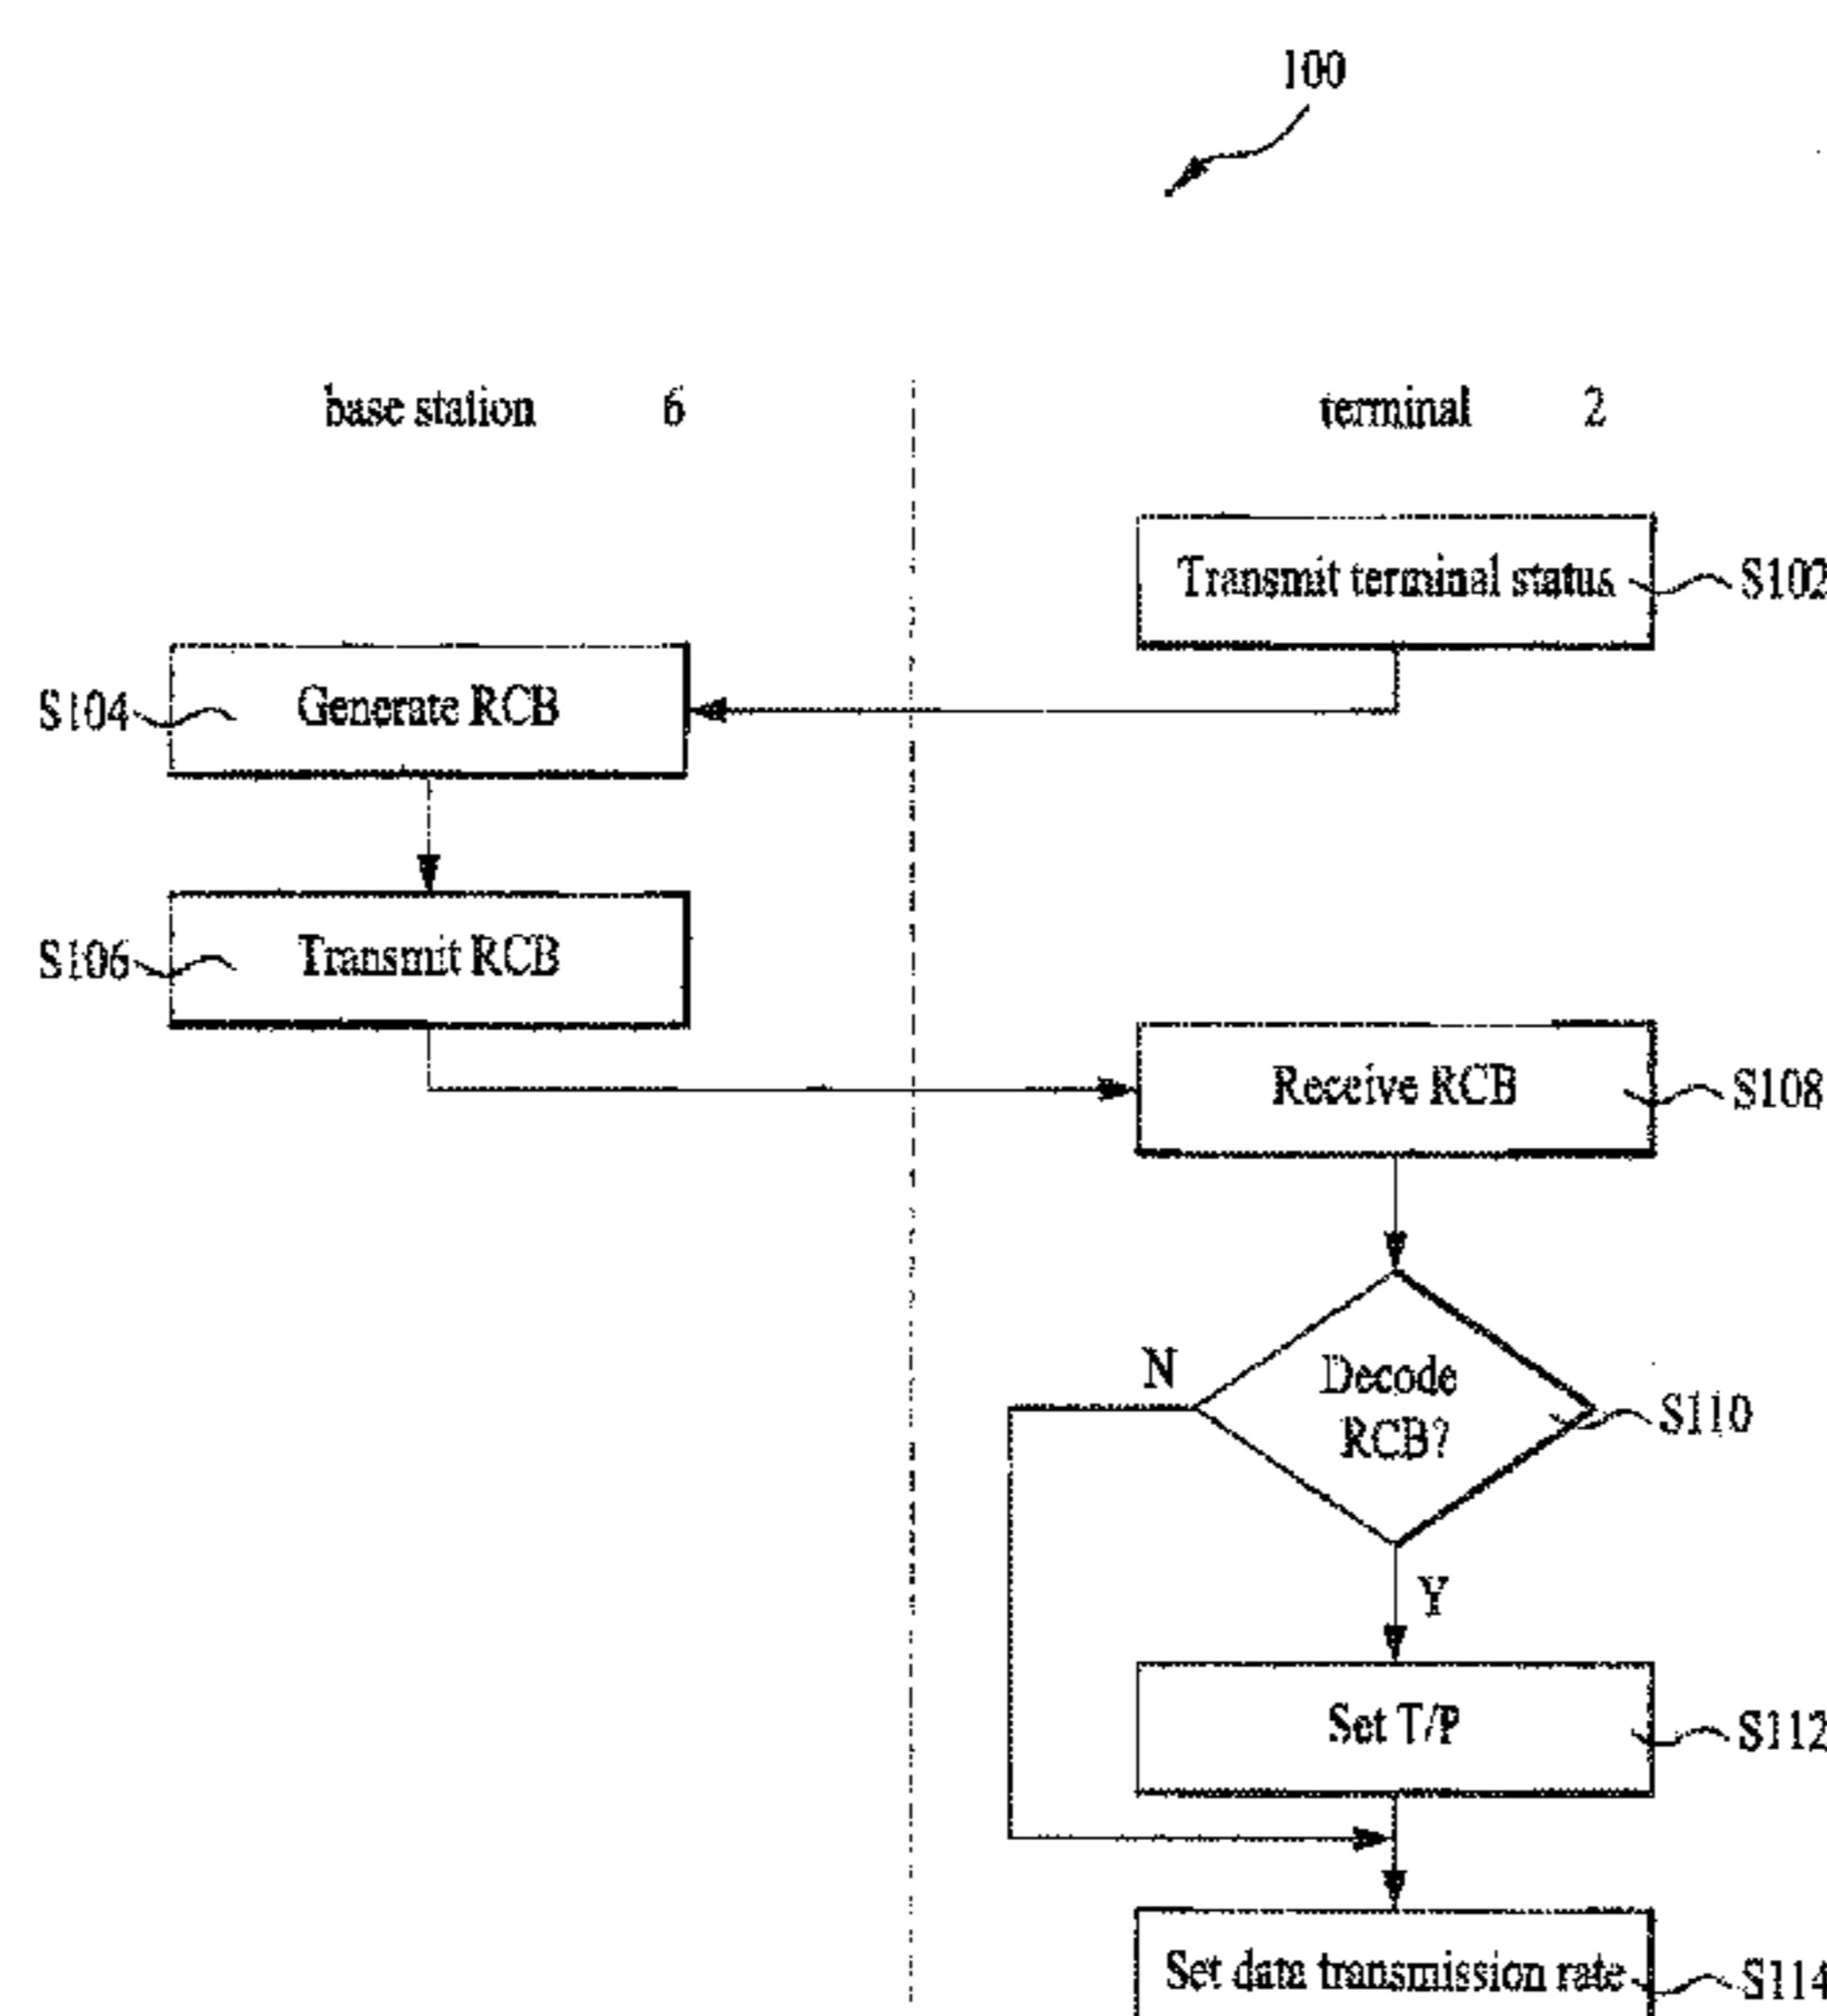 100
base station 6
terminal 2
Transmit terminal status
S102
S104
Generate RCB
S106
Transmit RCB
Receive RCB
S108
N
Decode
RCB?
S110
Y
Set T/P
S112
Set data transmission rate
S114